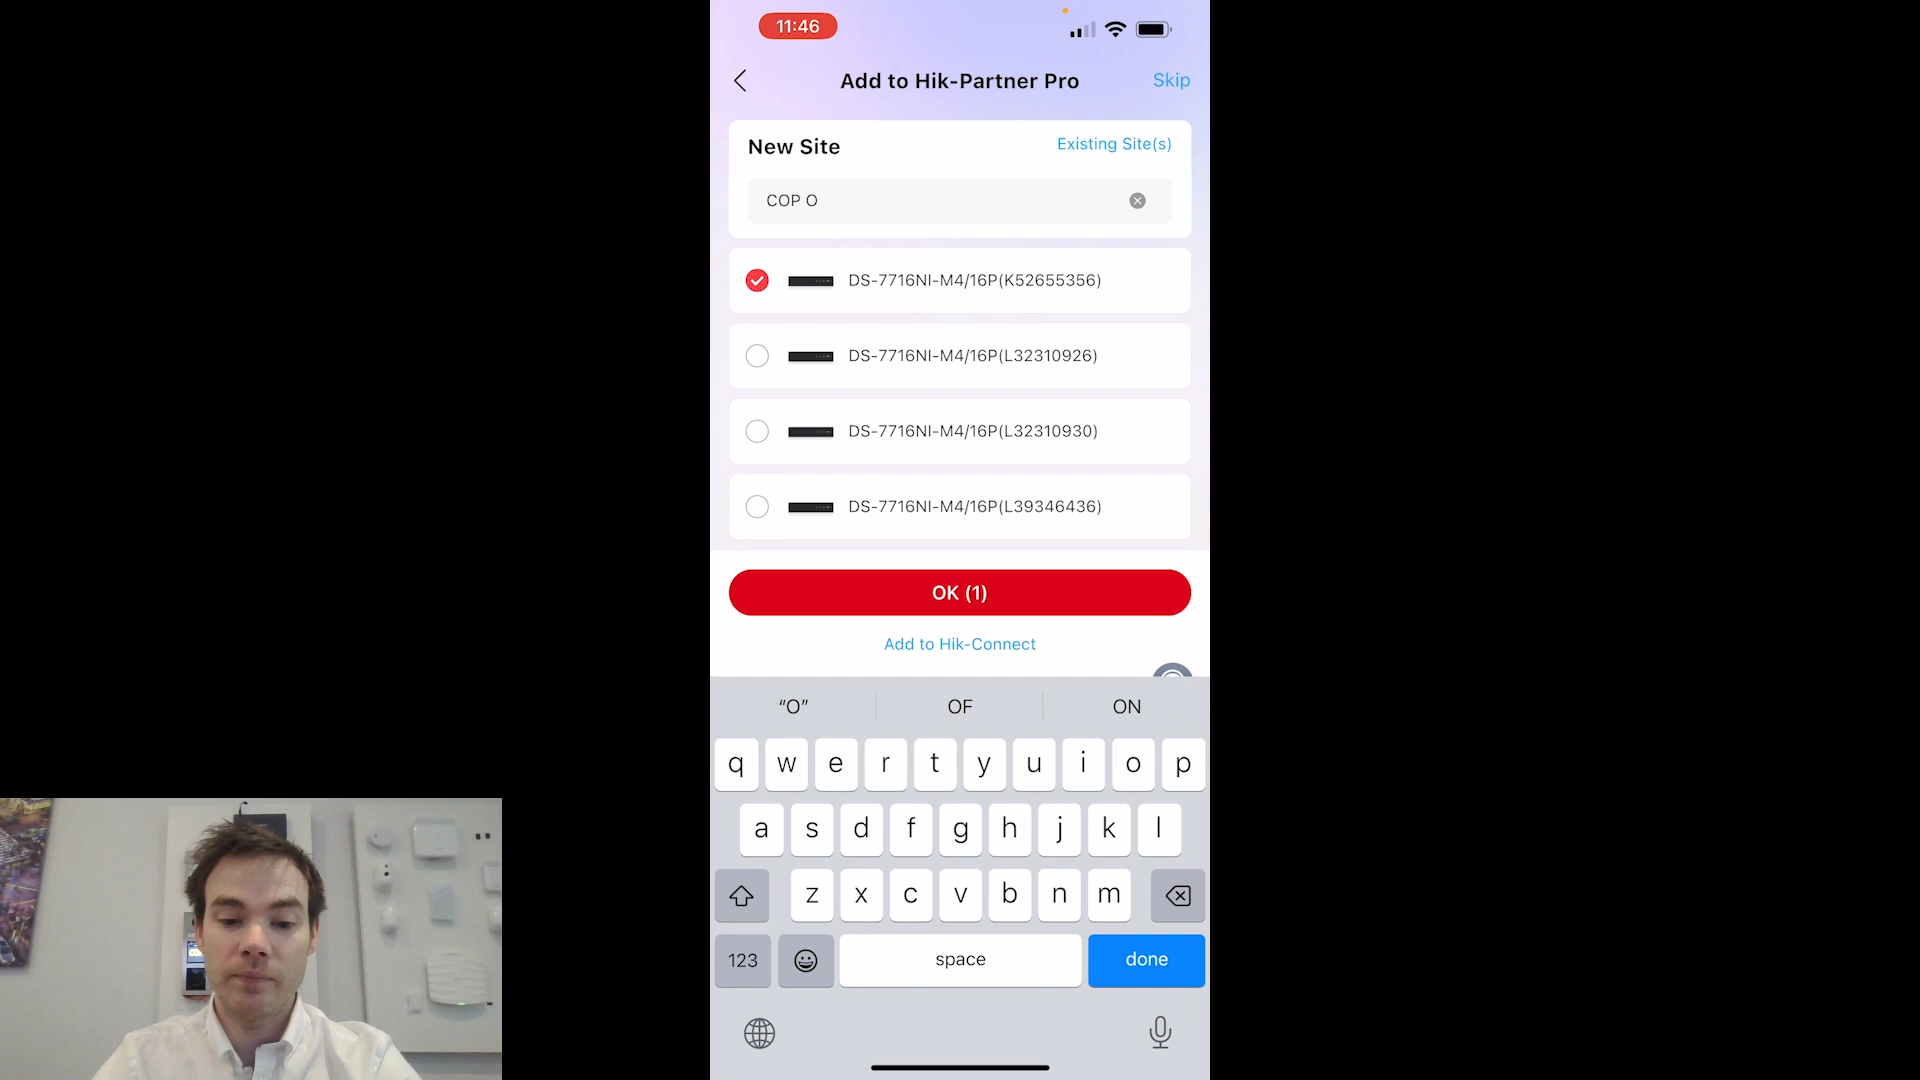 11:46
Add to Hik-Partner Pro
Skip
New Site
Existing Site(s)
COP O
DS-7716NI-M4/16P(K52655356)
DS-7716NI-M4/16P(L32310926)
DS-7716NI-M4/16P(L32310930)
DS-7716NI-M4/16P(L39346436)
OK (1)
Add to Hik-Connect
“O” OF ON
q w e r t y u i o p
a s d f g h j k l
z x c v b n m
123 space done